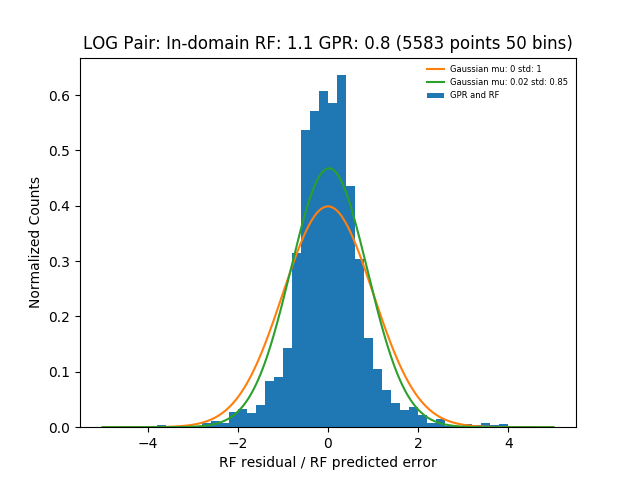 LOG Pair: In-domain RF: 1.1 GPR: 0.8 (5583 points 50 bins)
Gaussian mu: 0 std: 1
Gaussian mu: 0.02 std: 0.85
GPR and RF
Normalized Counts
0.6
0.5
0.4
0.3
0.2
0.1
0.0
−4 −2 0 2 4
RF residual / RF predicted error